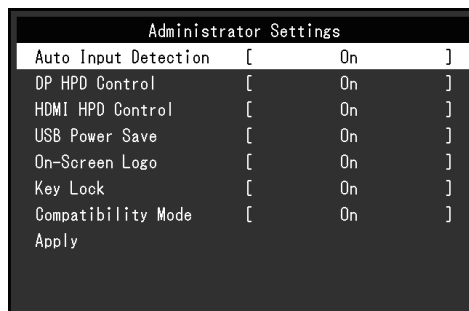 Administrator Settings
Auto Input Detection [ On ]
DP HPD Control [ On ]
HDMI HPD Control [ On ]
USB Power Save [ On ]
On-Screen Logo [ On ]
Key Lock [ On ]
Compatibility Mode [ On ]
Apply